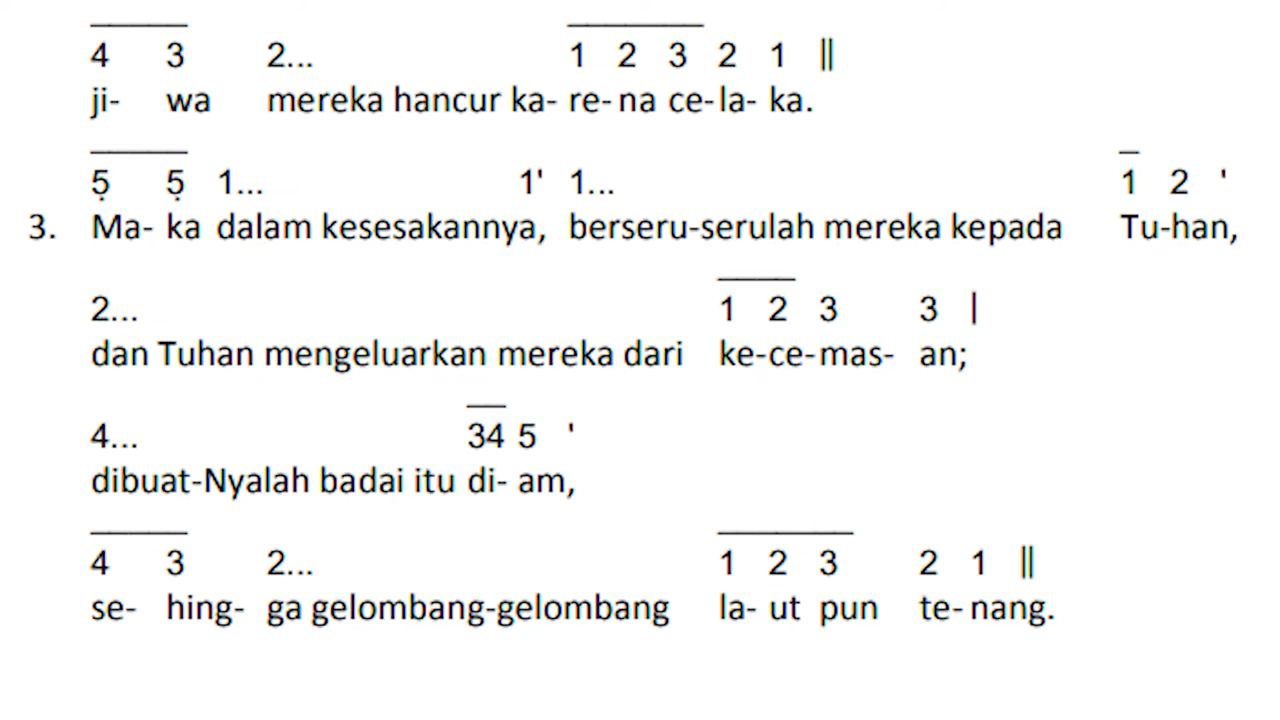 4 3 2... 1 2 3 2 1 ||
ji- wa mereka hancur ka- re- na ce-la- ka.
5̣ 5̣ 1... 1' 1... 1 2 '
3. Ma- ka dalam kesesakannya, berseru-serulah mereka kepada Tu-han,
2... 1 2 3 3 |
dan Tuhan mengeluarkan mereka dari ke-ce-mas- an;
4... 34 5 '
dibuat-Nyalah badai itu di- am,
4 3 2... 1 2 3 2 1 ||
se- hing- ga gelombang-gelombang la- ut pun te- nang.